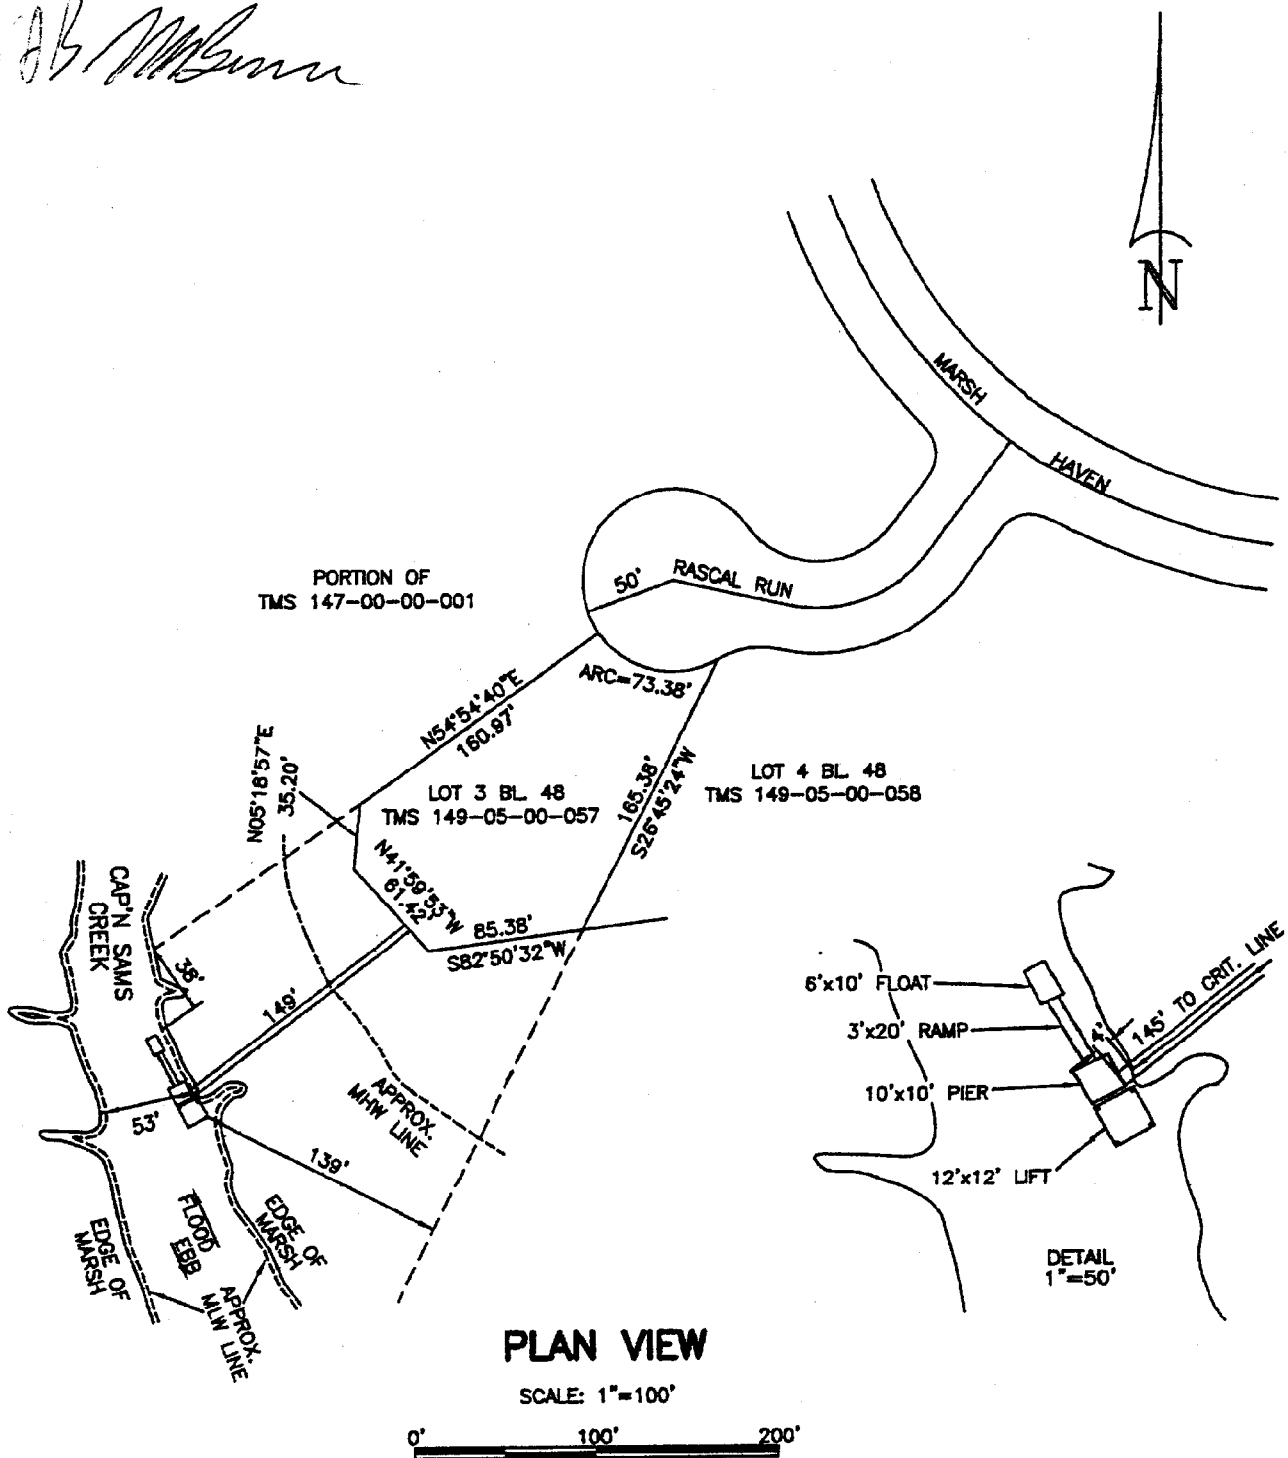 N
MARSH
HAVEN
RASCAL RUN
50'
PORTION OF
TMS 147-00-00-001
ARC=73.38'
N54°54'40"E
160.97'
N05°18'57"E
35.20'
LOT 3 BL. 48
TMS 149-05-00-057
165.38'
S26°45'24"W
LOT 4 BL. 48
TMS 149-05-00-058
N41°59'53"W
61.42'
85.38'
S82°50'32"W
CAP'N SAMS
CREEK
38'
149'
53'
139'
APPROX.
MHW LINE
FLOOD
EBB
EDGE OF
MARSH
EDGE OF
MARSH
APPROX.
MLW LINE
6'x10' FLOAT
3'x20' RAMP
10'x10' PIER
12'x12' LIFT
4'
145' TO CRIT. LINE
DETAIL
1"=50'
PLAN VIEW
SCALE: 1"=100'
0' 100' 200'